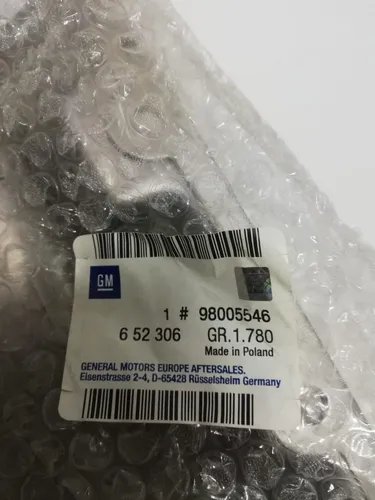 GM
1 # 98005546
6 52 306 GR.1.780
Made in Poland
GENERAL MOTORS EUROPE AFTERSALES.
Eisenstrasse 2-4, D-65428 Rüsselsheim Germany